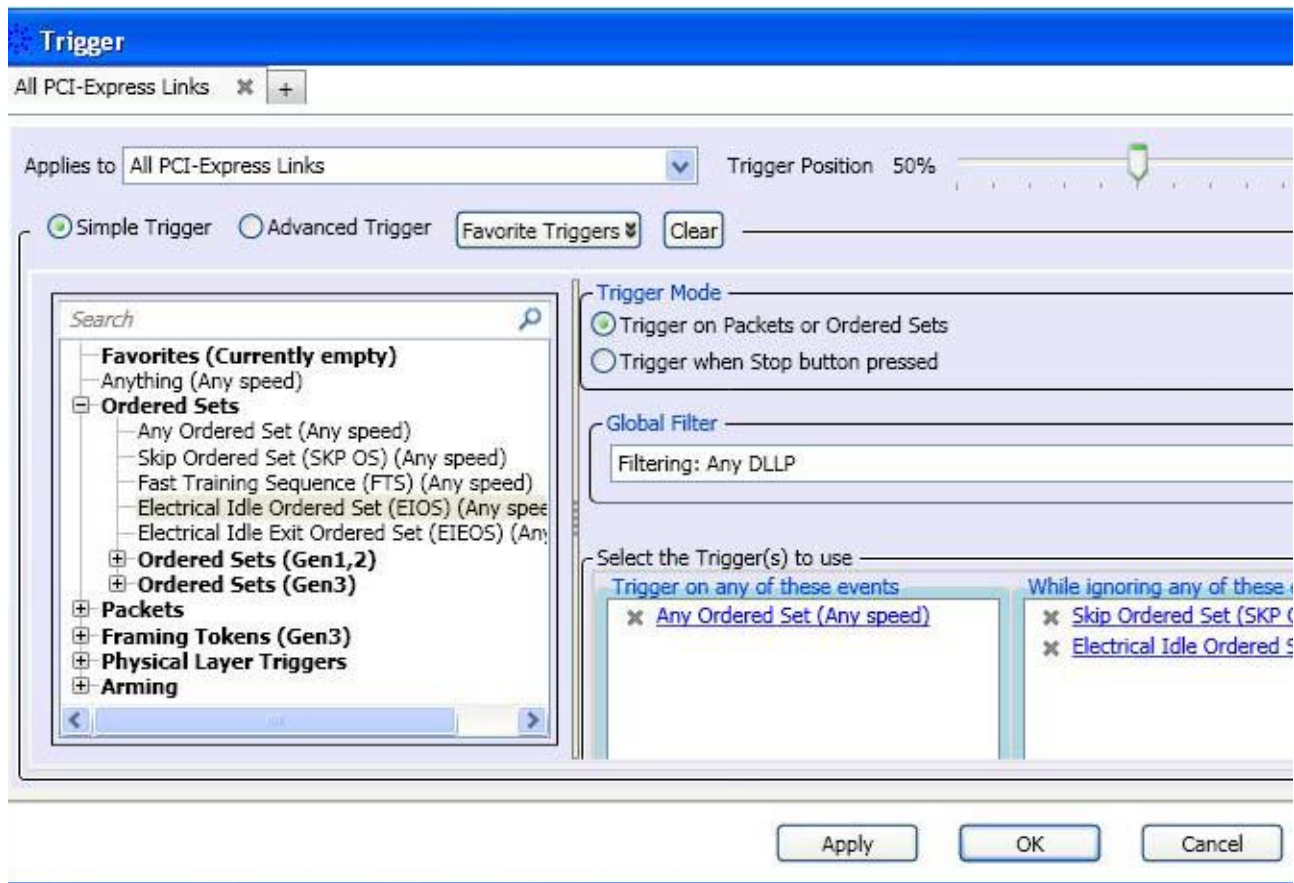 Trigger
All PCI-Express Links
+
Applies to All PCI-Express Links Trigger Position 50%
Simple Trigger Advanced Trigger Favorite Triggers Clear
Search
Favorites (Currently empty)
Anything (Any speed)
Ordered Sets
Any Ordered Set (Any speed)
Skip Ordered Set (SKP OS) (Any speed)
Fast Training Sequence (FTS) (Any speed)
Electrical Idle Ordered Set (EIOS) (Any spee
Electrical Idle Exit Ordered Set (EIEOS) (Any
Ordered Sets (Gen1,2)
Ordered Sets (Gen3)
Packets
Framing Tokens (Gen3)
Physical Layer Triggers
Arming
Trigger Mode
Trigger on Packets or Ordered Sets
Trigger when Stop button pressed
Global Filter
Filtering: Any DLLP
Select the Trigger(s) to use
Trigger on any of these events
Any Ordered Set (Any speed)
While ignoring any of these
Skip Ordered Set (SKP
Electrical Idle Ordered
Apply OK Cancel